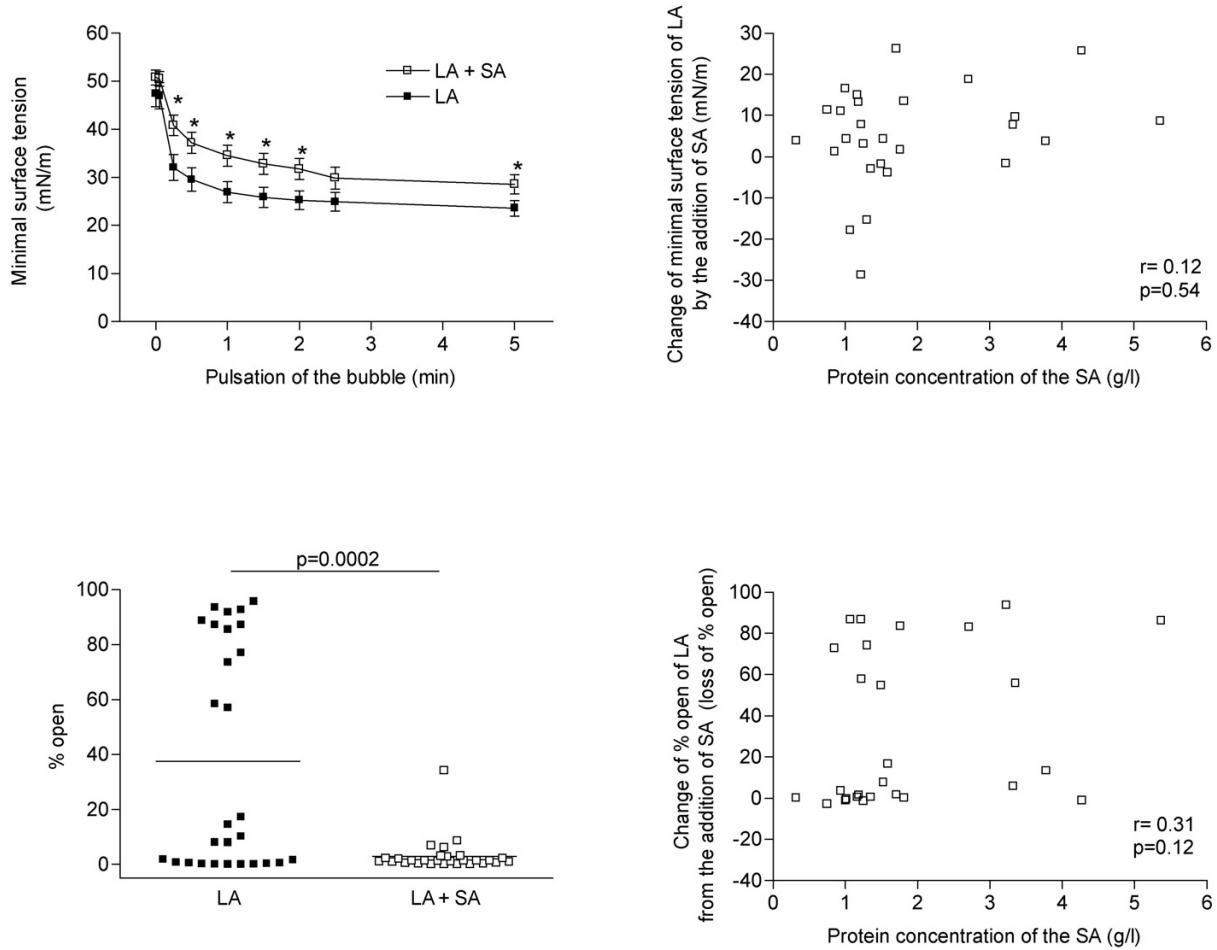 Minimal surface tension
(mN/m)
60
50
40
30
20
10
0
LA + SA
LA
*
*
*
*
*
*
0
1
2
3
4
5
Pulsation of the bubble (min)
Change of minimal surface tension of LA
by the addition of SA (mN/m)
30
20
10
0
-10
-20
-30
-40
r= 0.12
p=0.54
0
1
2
3
4
5
6
Protein concentration of the SA (g/l)
p=0.0002
% open
100
80
60
40
20
0
LA
LA + SA
Change of % open of LA
from the addition of SA (loss of % open)
100
80
60
40
20
0
-20
-40
r= 0.31
p=0.12
0
1
2
3
4
5
6
Protein concentration of the SA (g/l)